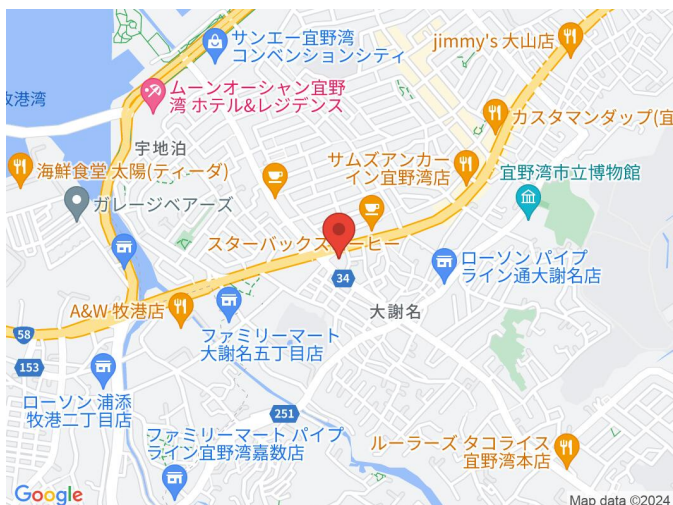 サンエー宜野湾
コンベンションシティ
jimmy's 大山店
ムーンオーシャン宜野
湾 ホテル&レジデンス
牧港湾
カスタマンダップ(宜
宇地泊
サムズアンカー
イン宜野湾店
宜野湾市立博物館
海鮮食堂 太陽(ティーダ)
ガレージベアーズ
スターバックス コーヒー
ローソン パイプ
ライン通大謝名店
34
A&W 牧港店
大謝名
58
ファミリーマート
大謝名五丁目店
153
ローソン 浦添
牧港二丁目店
251
ファミリーマート パイプ
ライン宜野湾嘉数店
ルーラーズ タコライス
宜野湾本店
Google
Map data ©2024